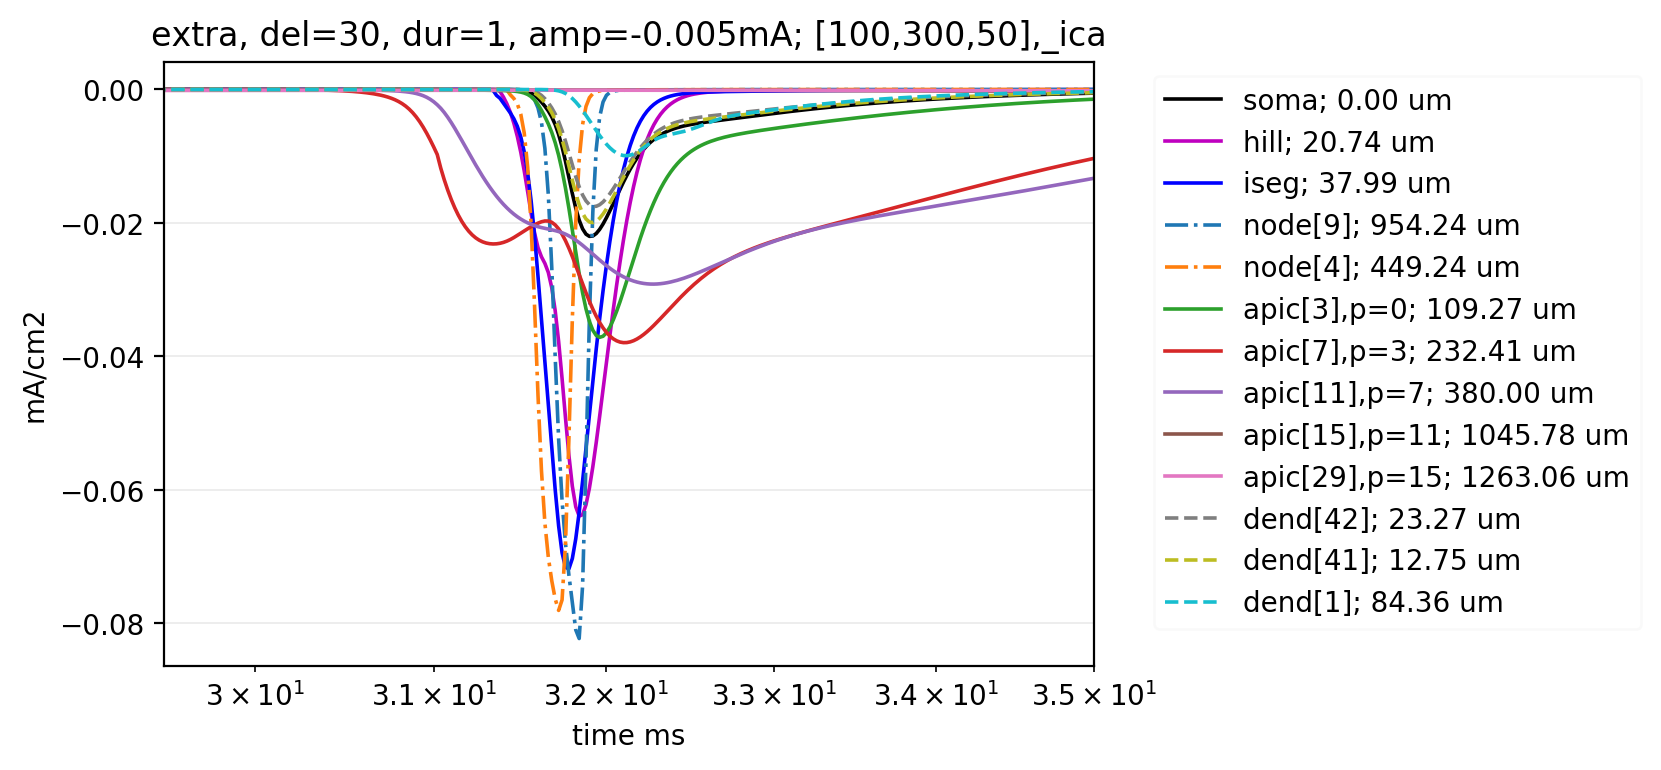 extra, del=30, dur=1, amp=-0.005mA; [100,300,50],_ica
mA/cm2
0.00
−0.02
−0.04
−0.06
−0.08
3×10¹
3.1×10¹
3.2×10¹
3.3×10¹
3.4×10¹
3.5×10¹
time ms
soma; 0.00 um
hill; 20.74 um
iseg; 37.99 um
node[9]; 954.24 um
node[4]; 449.24 um
apic[3],p=0; 109.27 um
apic[7],p=3; 232.41 um
apic[11],p=7; 380.00 um
apic[15],p=11; 1045.78 um
apic[29],p=15; 1263.06 um
dend[42]; 23.27 um
dend[41]; 12.75 um
dend[1]; 84.36 um